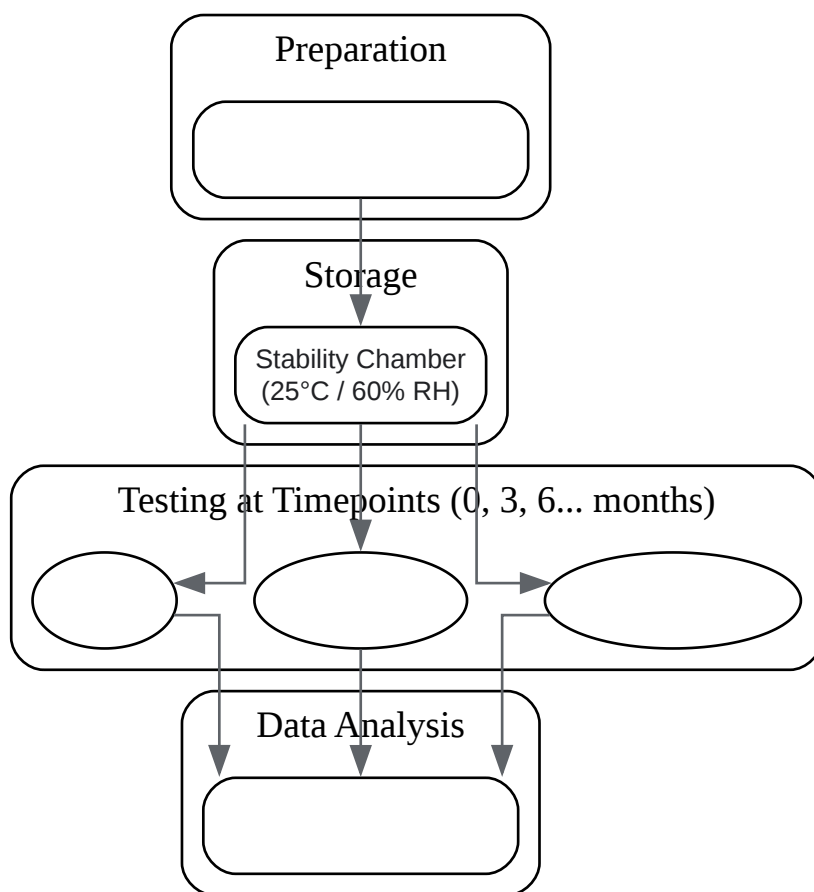 Preparation
Storage
Stability Chamber
(25°C / 60% RH)
Testing at Timepoints (0, 3, 6... months)
Data Analysis